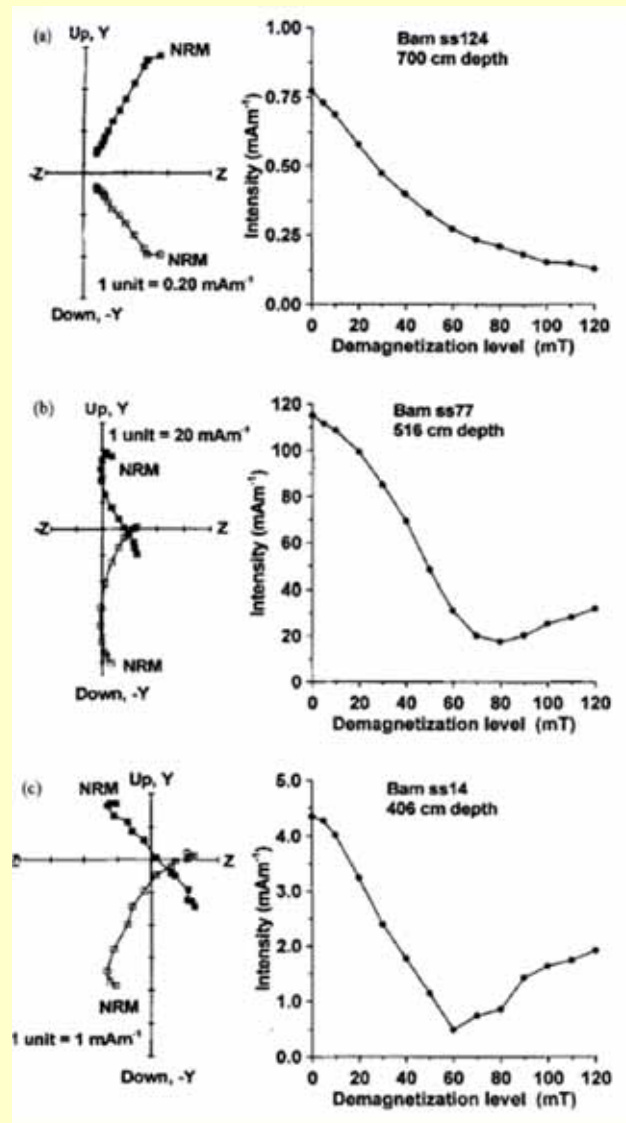 (a)
Up, Y
NRM
-Z
Z
NRM
1 unit = 0.20 mAm⁻¹
Down, -Y
Bam ss124
700 cm depth
Intensity (mAm⁻¹)
1.00
0.75
0.50
0.25
0.00
0 20 40 60 80 100 120
Demagnetization level (mT)
(b)
Up, Y
1 unit = 20 mAm⁻¹
NRM
-Z
Z
NRM
Down, -Y
Bam ss77
516 cm depth
Intensity (mAm⁻¹)
120
100
80
60
40
20
0
0 20 40 60 80 100 120
Demagnetization level (mT)
(c)
Up, Y
NRM
-Z
Z
NRM
1 unit = 1 mAm⁻¹
Down, -Y
Bam ss14
406 cm depth
Intensity (mAm⁻¹)
5.0
4.0
3.0
2.0
1.0
0.0
0 20 40 60 80 100 120
Demagnetization level (mT)